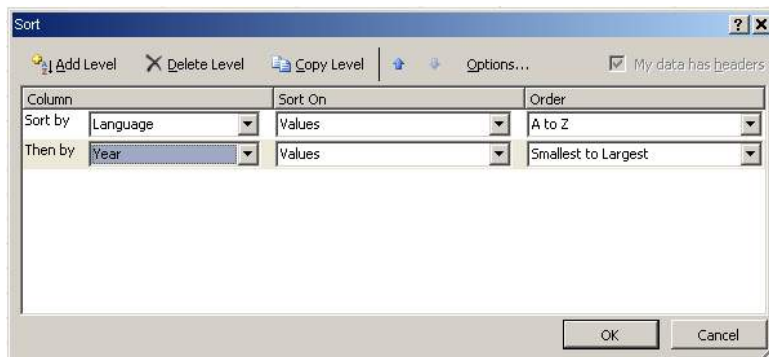 Sort
Add Level Delete Level Copy Level Options... My data has headers
Column Sort On Order
Sort by Language Values A to Z
Then by Year Values Smallest to Largest
OK Cancel